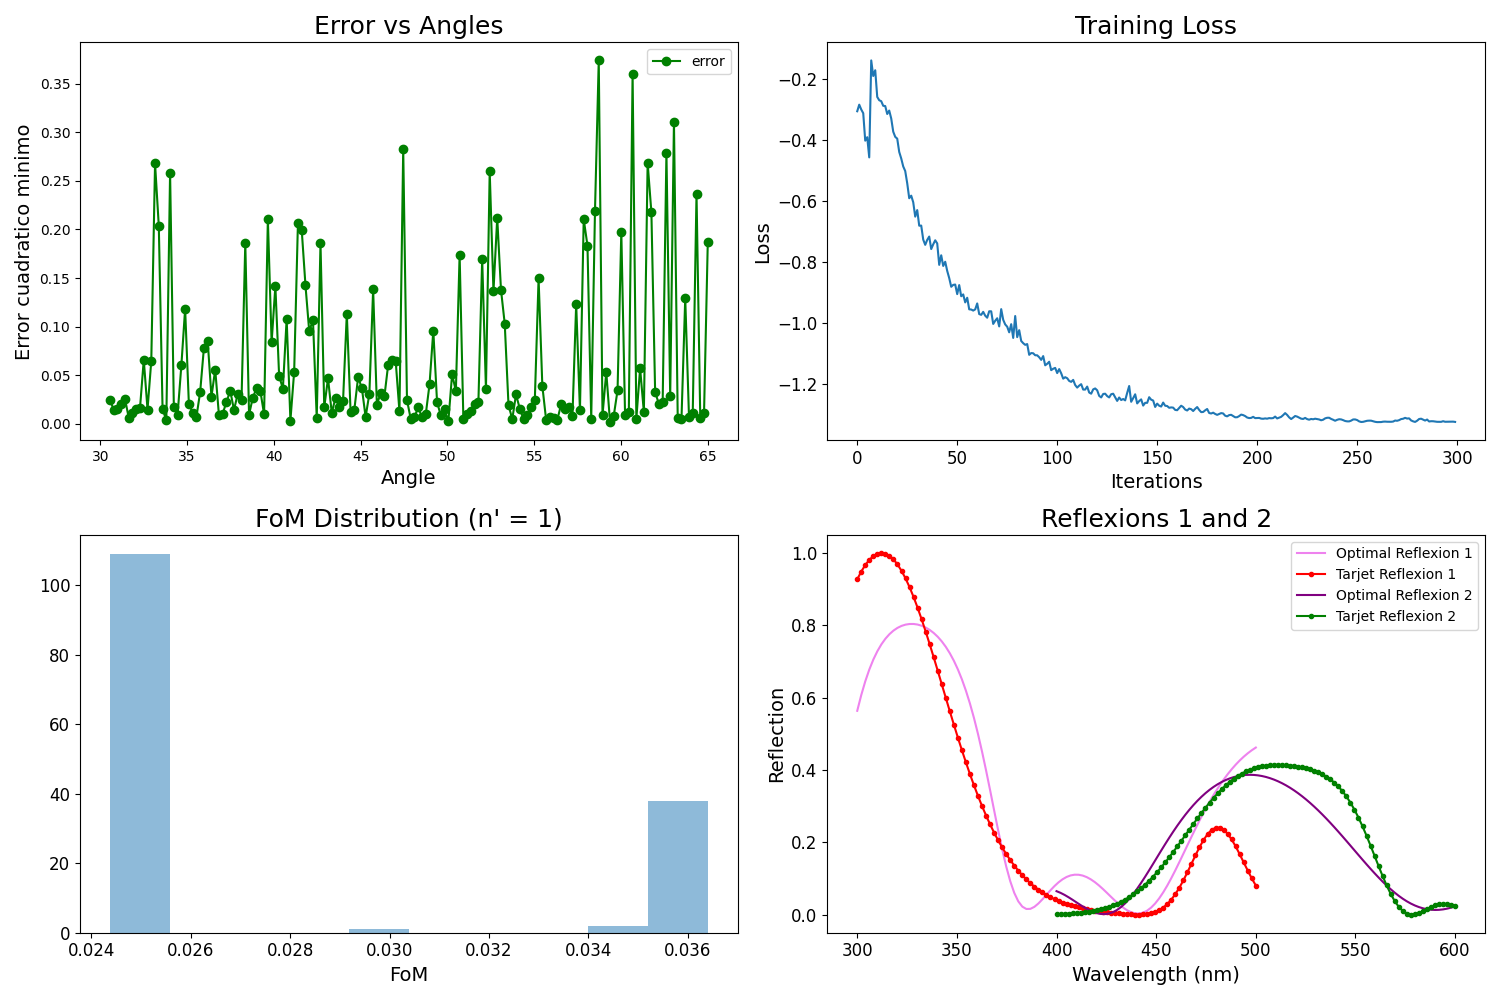 Error vs Angles
error
Error cuadratico minimo
0.35
0.30
0.25
0.20
0.15
0.10
0.05
0.00
30 35 40 45 50 55 60 65
Angle
Training Loss
Loss
−0.2
−0.4
−0.6
−0.8
−1.0
−1.2
0 50 100 150 200 250 300
Iterations
FoM Distribution (n' = 1)
100
80
60
40
20
0
0.024 0.026 0.028 0.030 0.032 0.034 0.036
FoM
Reflexions 1 and 2
Optimal Reflexion 1
Tarjet Reflexion 1
Optimal Reflexion 2
Tarjet Reflexion 2
Reflection
1.0
0.8
0.6
0.4
0.2
0.0
300 350 400 450 500 550 600
Wavelength (nm)